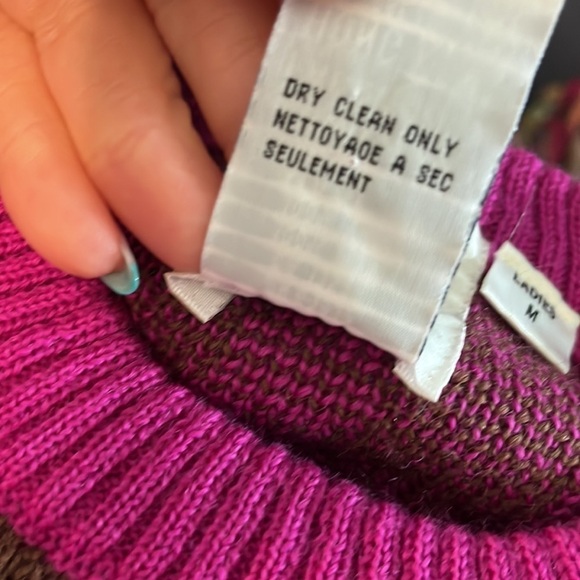 DRY CLEAN ONLY
NETTOYAOE A SEC
SEULEMENT
LADIES
M